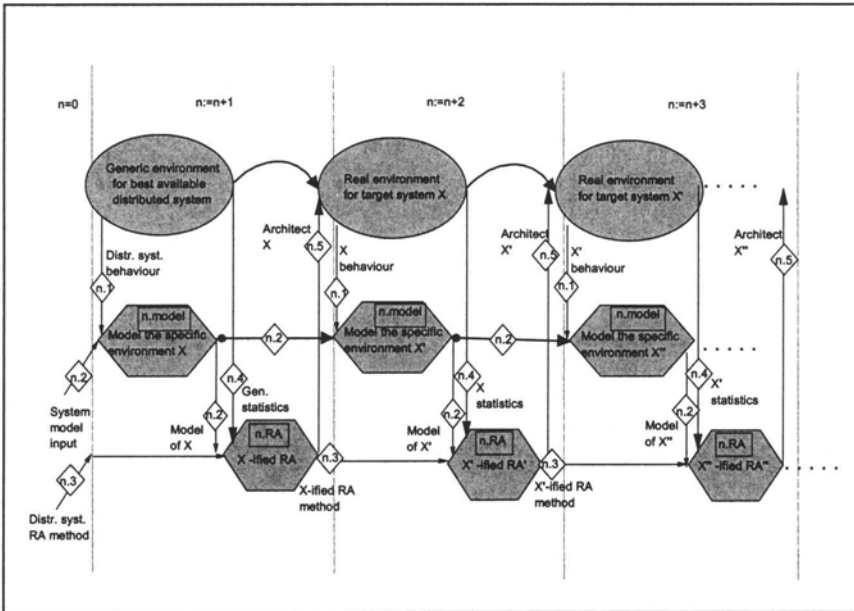 n=0
n:=n+1
n:=n+2
n:=n+3
Generic environment
for best available
distributed system
Real environment
for target system X
Real environment
for target system X'
Distr. syst.
behaviour
Architect
X
X
behaviour
Architect
X'
X'
behaviour
Architect
X"
n.1
n.5
n.1
n.5
n.1
n.5
n.model
Model the specific
environment X
n.2
n.model
Model the specific
environment X'
n.2
n.model
Model the specific
environment X"
n.2
System
model
input
n.2
n.4
Gen.
statistics
Model
of X
n.2
n.4
X
statistics
Model
of X'
n.2
n.4
X'
statistics
Model
of X"
n.RA
X -ified RA
n.3
n.RA
X' -ified RA'
n.3
n.RA
X" -ified RA"
n.3
Distr. syst.
RA method
X-ified RA
method
X'-ified RA
method